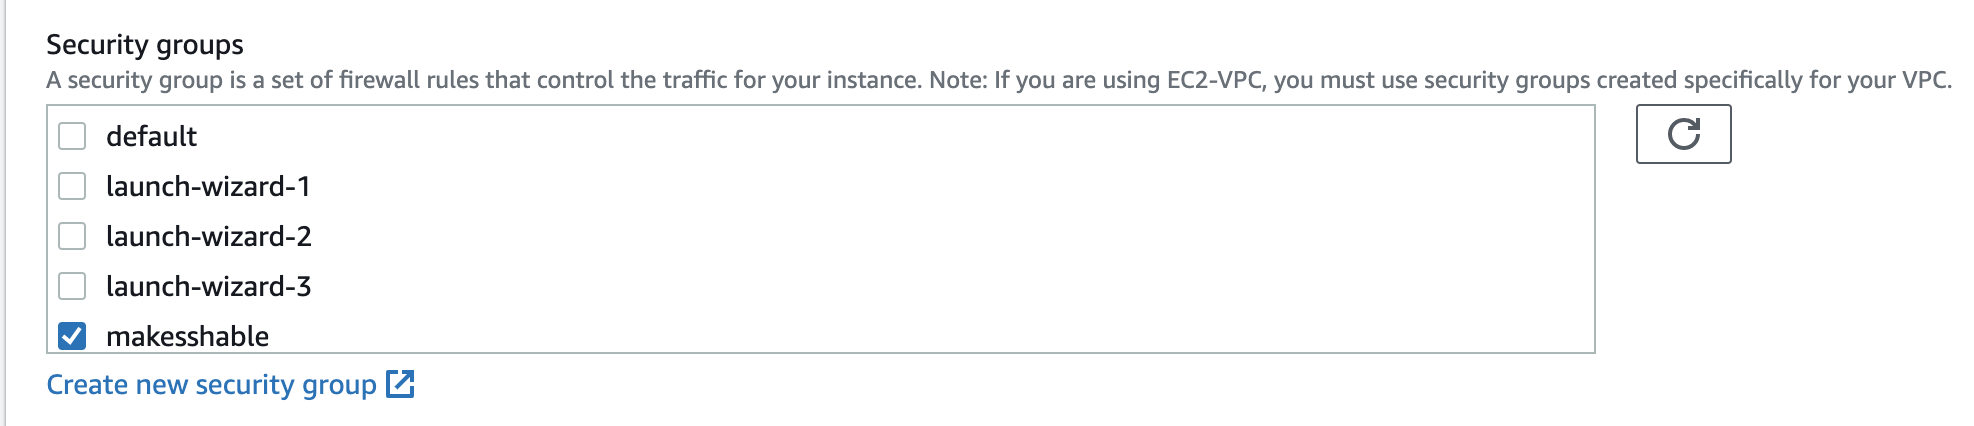 Security groups
A security group is a set of firewall rules that control the traffic for your instance. Note: If you are using EC2-VPC, you must use security groups created specifically for your VPC.
default
launch-wizard-1
launch-wizard-2
launch-wizard-3
makesshable
Create new security group